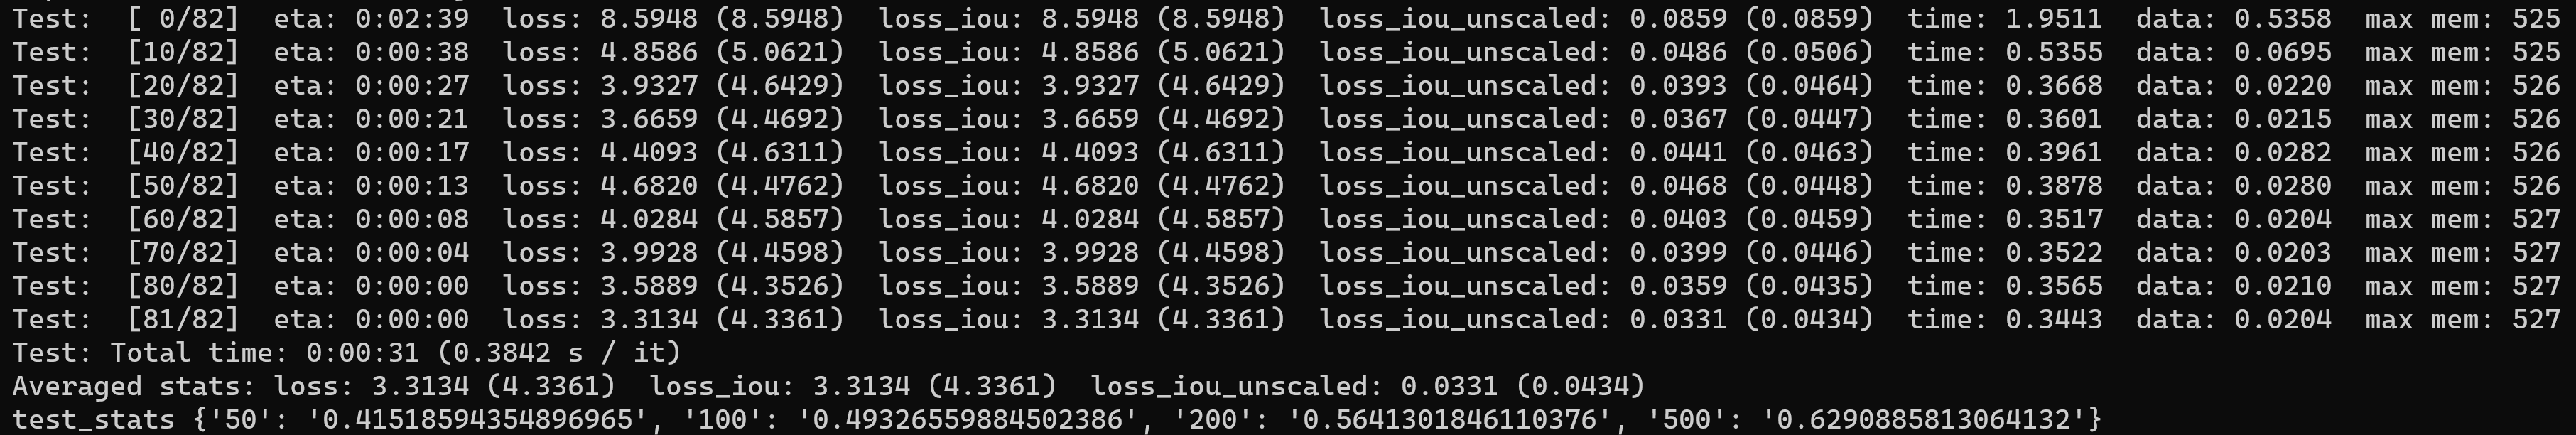 Test:  [ 0/82]  eta: 0:02:39  loss: 8.5948 (8.5948)  loss_iou: 8.5948 (8.5948)  loss_iou_unscaled: 0.0859 (0.0859)  time: 1.9511  data: 0.5358  max mem: 525
Test:  [10/82]  eta: 0:00:38  loss: 4.8586 (5.0621)  loss_iou: 4.8586 (5.0621)  loss_iou_unscaled: 0.0486 (0.0506)  time: 0.5355  data: 0.0695  max mem: 525
Test:  [20/82]  eta: 0:00:27  loss: 3.9327 (4.6429)  loss_iou: 3.9327 (4.6429)  loss_iou_unscaled: 0.0393 (0.0464)  time: 0.3668  data: 0.0220  max mem: 526
Test:  [30/82]  eta: 0:00:21  loss: 3.6659 (4.4692)  loss_iou: 3.6659 (4.4692)  loss_iou_unscaled: 0.0367 (0.0447)  time: 0.3601  data: 0.0215  max mem: 526
Test:  [40/82]  eta: 0:00:17  loss: 4.4093 (4.6311)  loss_iou: 4.4093 (4.6311)  loss_iou_unscaled: 0.0441 (0.0463)  time: 0.3961  data: 0.0282  max mem: 526
Test:  [50/82]  eta: 0:00:13  loss: 4.6820 (4.4762)  loss_iou: 4.6820 (4.4762)  loss_iou_unscaled: 0.0468 (0.0448)  time: 0.3878  data: 0.0280  max mem: 526
Test:  [60/82]  eta: 0:00:08  loss: 4.0284 (4.5857)  loss_iou: 4.0284 (4.5857)  loss_iou_unscaled: 0.0403 (0.0459)  time: 0.3517  data: 0.0204  max mem: 527
Test:  [70/82]  eta: 0:00:04  loss: 3.9928 (4.4598)  loss_iou: 3.9928 (4.4598)  loss_iou_unscaled: 0.0399 (0.0446)  time: 0.3522  data: 0.0203  max mem: 527
Test:  [80/82]  eta: 0:00:00  loss: 3.5889 (4.3526)  loss_iou: 3.5889 (4.3526)  loss_iou_unscaled: 0.0359 (0.0435)  time: 0.3565  data: 0.0210  max mem: 527
Test:  [81/82]  eta: 0:00:00  loss: 3.3134 (4.3361)  loss_iou: 3.3134 (4.3361)  loss_iou_unscaled: 0.0331 (0.0434)  time: 0.3443  data: 0.0204  max mem: 527
Test: Total time: 0:00:31 (0.3842 s / it)
Averaged stats: loss: 3.3134 (4.3361)  loss_iou: 3.3134 (4.3361)  loss_iou_unscaled: 0.0331 (0.0434)
test_stats {'50': '0.415185943548​96965', '100': '0.49326559884502386', '200': '0.5641301846110376', '500': '0.6290885813064132'}